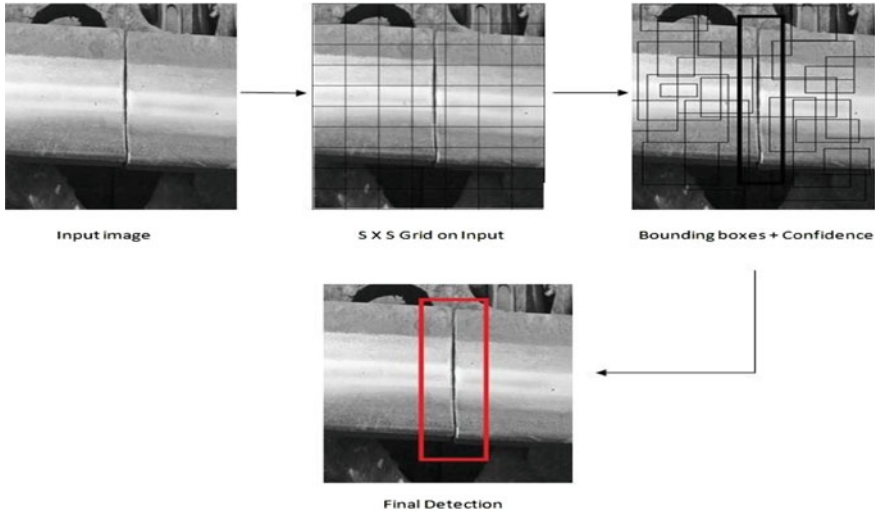 Input image
S X S Grid on Input
Bounding boxes + Confidence
Final Detection